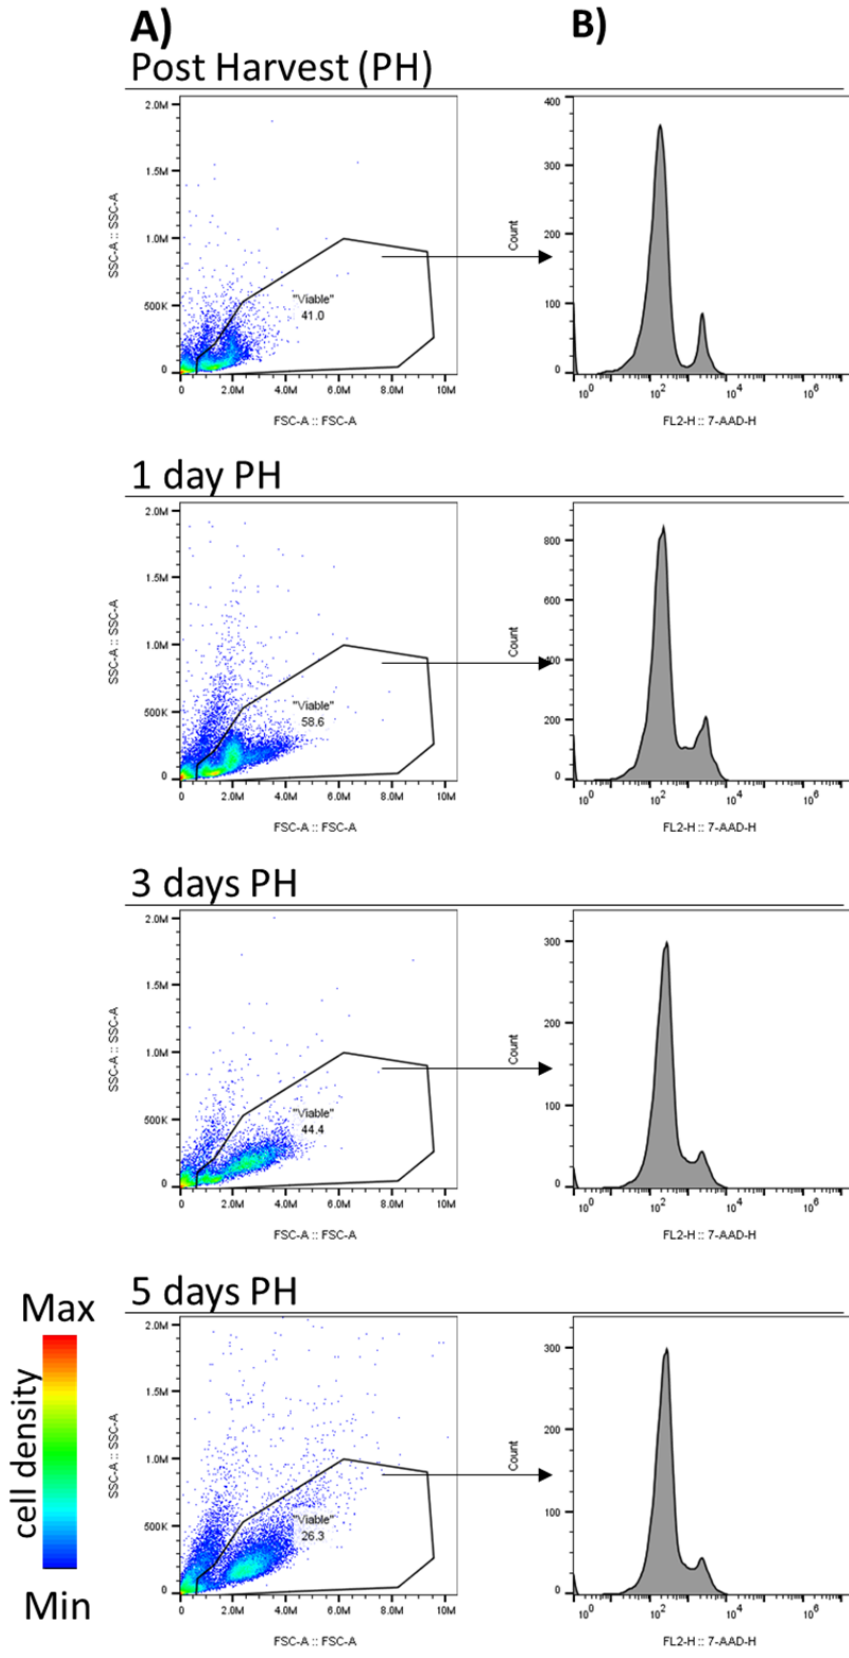 A)
B)
Post Harvest (PH)
2.0M
1.5M
1.0M
500K
0
SSC-A :: SSC-A
"Viable"
41.0
0 2.0M 4.0M 6.0M 8.0M 10M
FSC-A :: FSC-A
400
300
200
100
0
Count
10^0 10^2 10^4 10^6
FL2-H :: 7-AAD-H
1 day PH
2.0M
1.5M
1.0M
500K
0
SSC-A :: SSC-A
"Viable"
58.6
0 2.0M 4.0M 6.0M 8.0M 10M
FSC-A :: FSC-A
800
600
400
200
0
Count
10^0 10^2 10^4 10^6
FL2-H :: 7-AAD-H
3 days PH
2.0M
1.5M
1.0M
500K
0
SSC-A :: SSC-A
"Viable"
44.4
0 2.0M 4.0M 6.0M 8.0M 10M
FSC-A :: FSC-A
300
200
100
0
Count
10^0 10^2 10^4 10^6
FL2-H :: 7-AAD-H
5 days PH
2.0M
1.5M
1.0M
500K
0
SSC-A :: SSC-A
"Viable"
26.3
0 2.0M 4.0M 6.0M 8.0M 10M
FSC-A :: FSC-A
300
200
100
0
Count
10^0 10^2 10^4 10^6
FL2-H :: 7-AAD-H
Max
cell density
Min